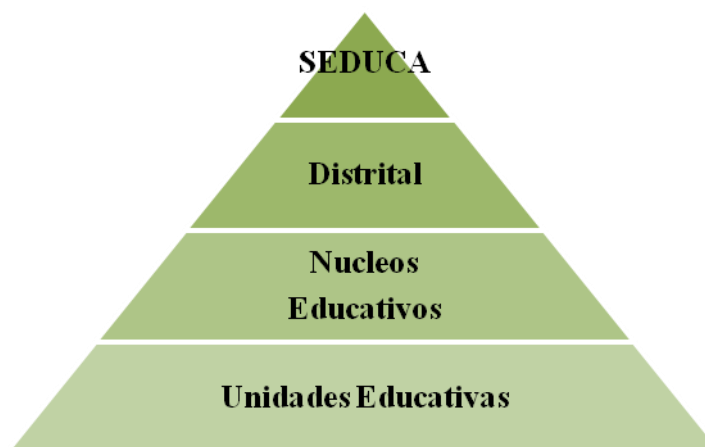 SEDUCA
Distrital
Nucleos
Educativos
Unidades Educativas